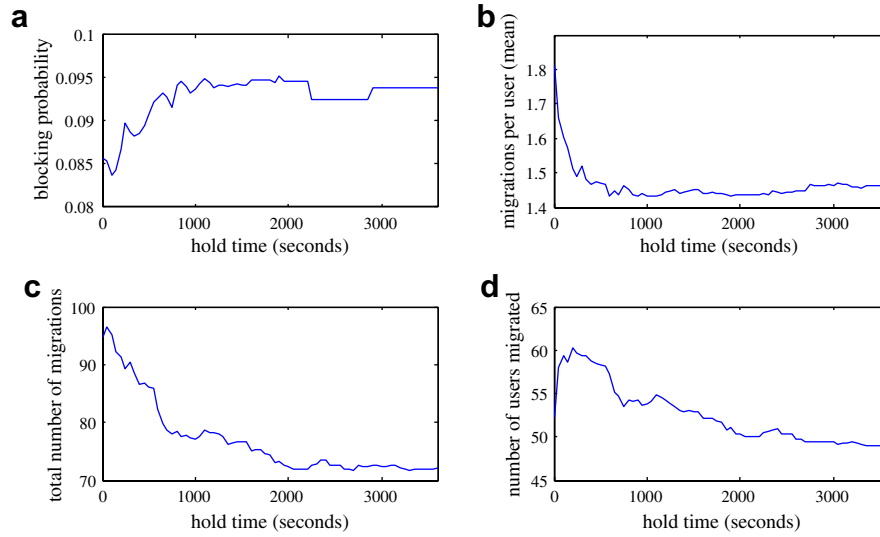 a
0.1
0.095
0.09
0.085
0.08
blocking probability
0 1000 2000 3000
hold time (seconds)
b
1.8
1.7
1.6
1.5
1.4
migrations per user (mean)
0 1000 2000 3000
hold time (seconds)
c
100
90
80
70
total number of migrations
0 1000 2000 3000
hold time (seconds)
d
65
60
55
50
45
number of users migrated
0 1000 2000 3000
hold time (seconds)